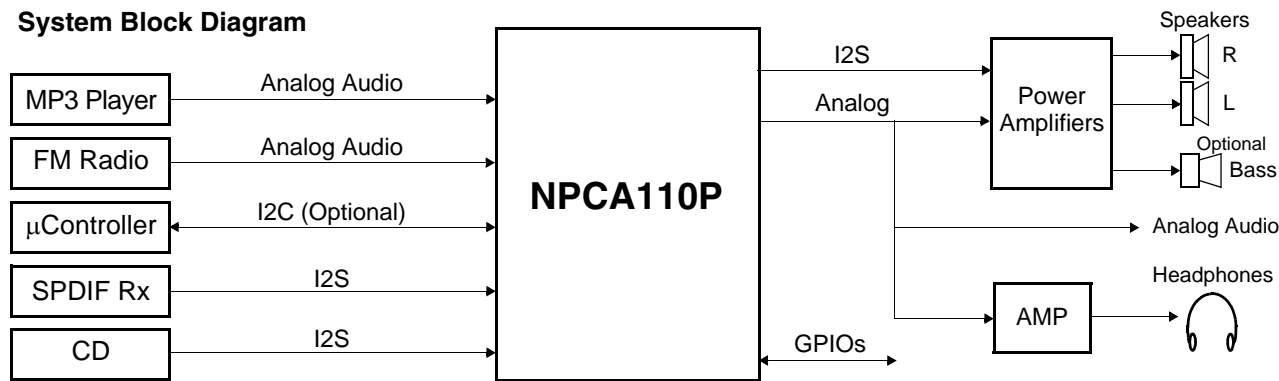 System Block Diagram
MP3 Player
Analog Audio
FM Radio
Analog Audio
μController
I2C (Optional)
SPDIF Rx
I2S
CD
I2S
NPCA110P
I2S
Analog
GPIOs
Power
Amplifiers
Speakers
R
L
Optional
Bass
Analog Audio
AMP
Headphones